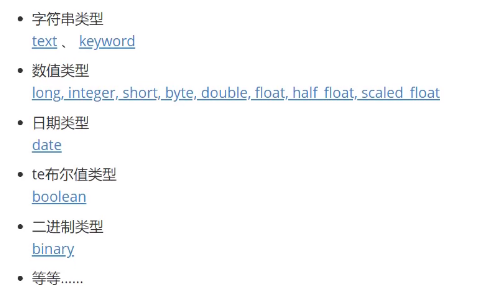 字符串类型
text 、 keyword
数值类型
long, integer, short, byte, double, float, half_float, scaled_float
日期类型
date
te布尔值类型
boolean
二进制类型
binary
等等……